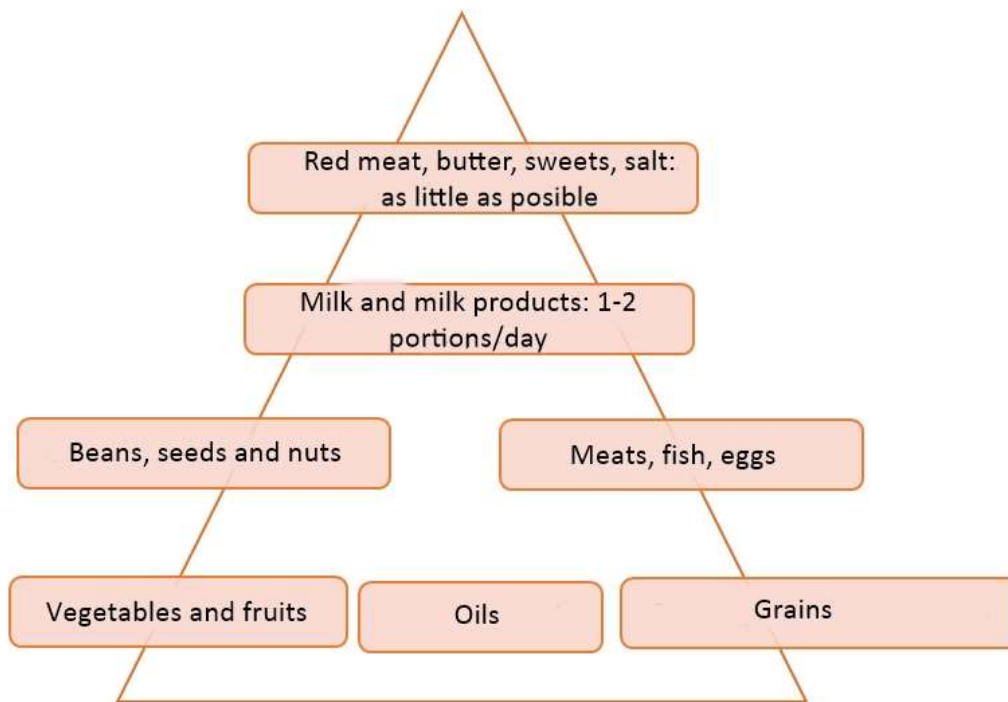 Red meat, butter, sweets, salt:
as little as posible
Milk and milk products: 1-2
portions/day
Beans, seeds and nuts
Meats, fish, eggs
Vegetables and fruits
Oils
Grains